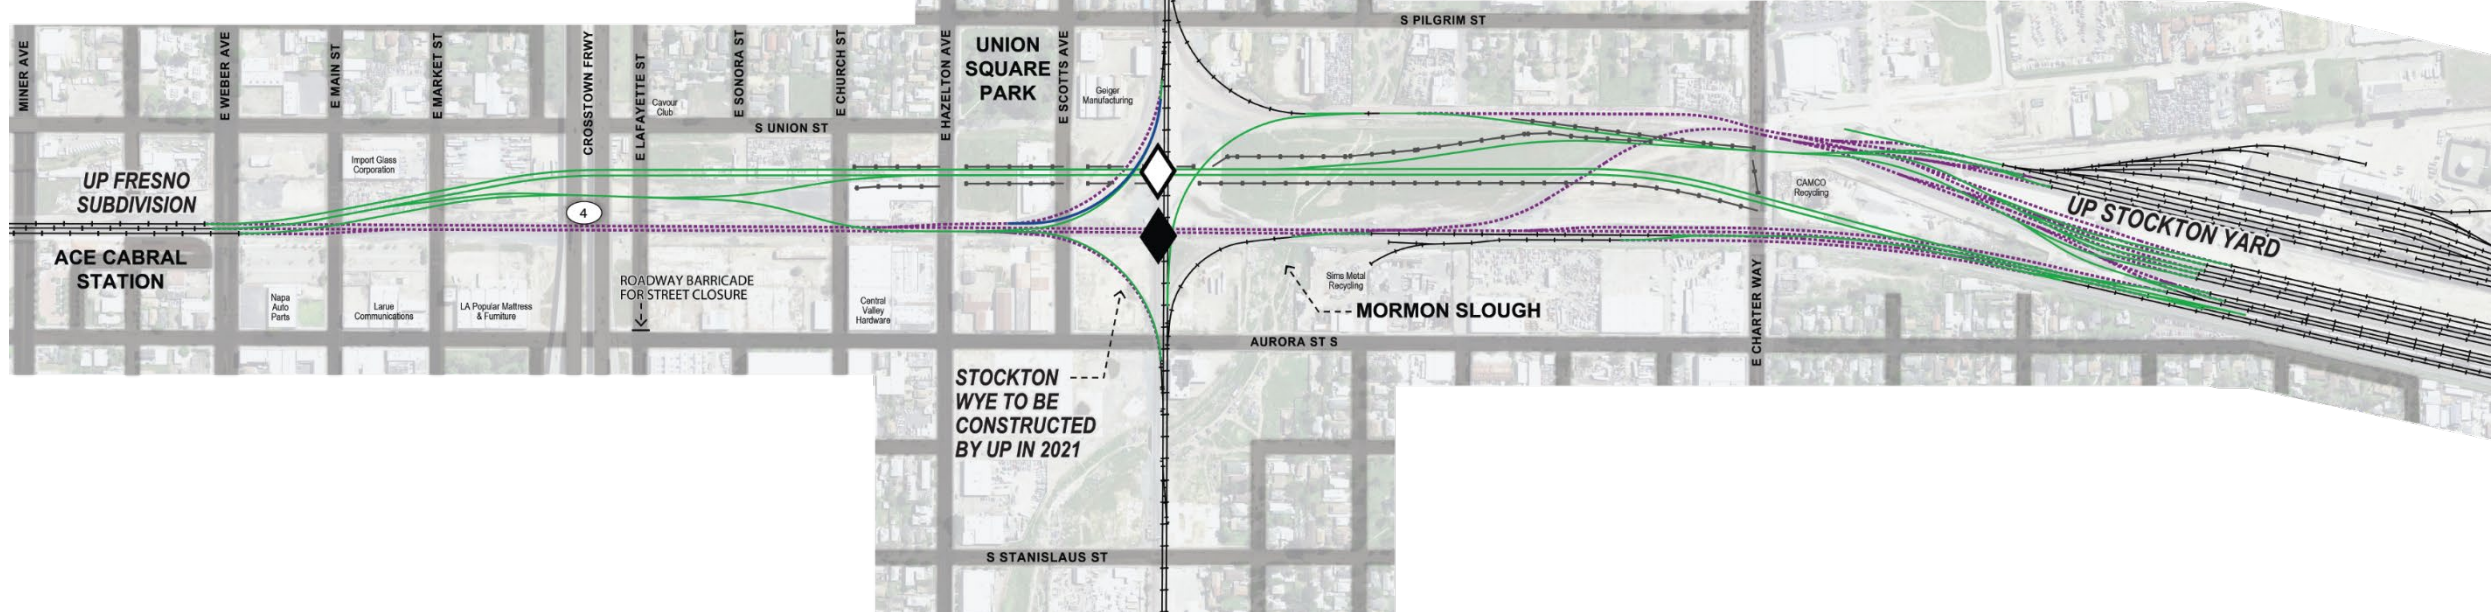 S PILGRIM ST
MINER AVE
E WEBER AVE
E MAIN ST
E MARKET ST
CROSSTOWN FRWY
E LAFAYETTE ST
E SONORA ST
E CHURCH ST
E HAZELTON AVE
UNION
SQUARE
PARK
E SCOTTS AVE
Geiger
Manufacturing
Cavour
Club
S UNION ST
Import Glass
Corporation
UP FRESNO
SUBDIVISION
4
CAMCO
Recycling
UP STOCKTON YARD
ACE CABRAL
STATION
ROADWAY BARRICADE
FOR STREET CLOSURE
Napa
Auto
Parts
Larue
Communications
LA Popular Mattress
& Furniture
Central
Valley
Hardware
Sims Metal
Recycling
MORMON SLOUGH
E CHARTER WAY
AURORA ST S
STOCKTON
WYE TO BE
CONSTRUCTED
BY UP IN 2021
S STANISLAUS ST